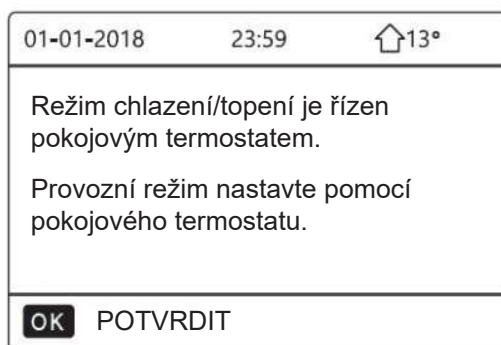 01-01-2018 23:59 13°
Režim chlazení/topení je řízen
pokojovým termostatem.
Provozní režim nastavte pomocí
pokojového termostatu.
OK POTVRDIT